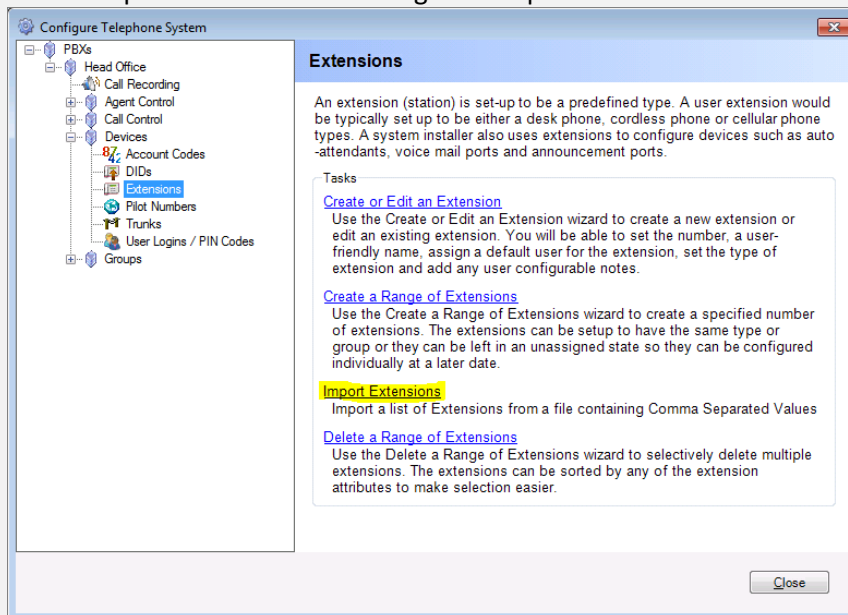 Configure Telephone System
PBXs
Head Office
Call Recording
Agent Control
Call Control
Devices
Account Codes
DIDs
Extensions
Pilot Numbers
Trunks
User Logins / PIN Codes
Groups
Extensions
An extension (station) is set-up to be a predefined type. A user extension would
be typically set up to be either a desk phone, cordless phone or cellular phone
types. A system installer also uses extensions to configure devices such as auto
-attendants, voice mail ports and announcement ports.
Tasks
Create or Edit an Extension
Use the Create or Edit an Extension wizard to create a new extension or
edit an existing extension. You will be able to set the number, a user-
friendly name, assign a default user for the extension, set the type of
extension and add any user configurable notes.
Create a Range of Extensions
Use the Create a Range of Extensions wizard to create a specified number
of extensions. The extensions can be setup to have the same type or
group or they can be left in an unassigned state so they can be configured
individually at a later date.
Import Extensions
Import a list of Extensions from a file containing Comma Separated Values
Delete a Range of Extensions
Use the Delete a Range of Extensions wizard to selectively delete multiple
extensions. The extensions can be sorted by any of the extension
attributes to make selection easier.
Close